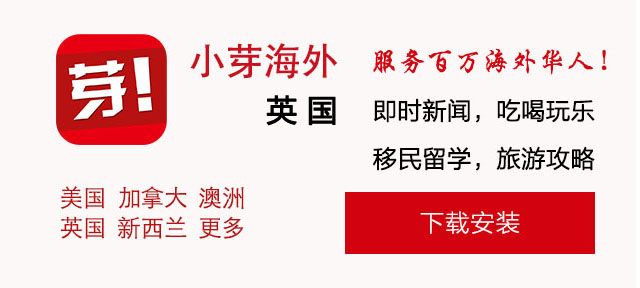 芽!
小芽海外
英国
服务百万海外华人!
即时新闻，吃喝玩乐
移民留学，旅游攻略
美国 加拿大 澳洲
英国 新西兰 更多
下载安装